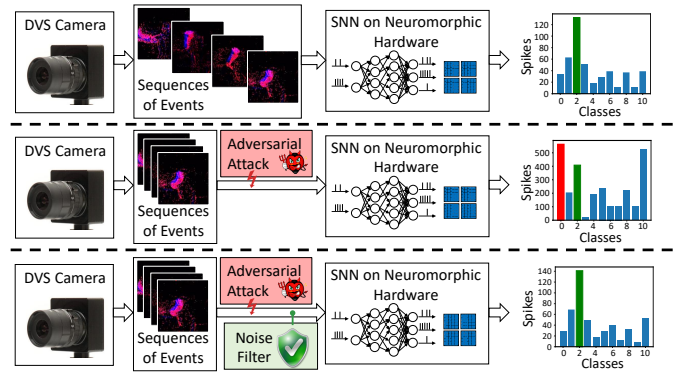 DVS Camera
Sequences
of Events
SNN on Neuromorphic
Hardware
Spikes
120
100
80
60
40
20
0
0 2 4 6 8 10
Classes
DVS Camera
Sequences
of Events
Adversarial
Attack
SNN on Neuromorphic
Hardware
Spikes
500
400
300
200
100
0
0 2 4 6 8 10
Classes
DVS Camera
Sequences
of Events
Adversarial
Attack
Noise
Filter
SNN on Neuromorphic
Hardware
Spikes
140
120
100
80
60
40
20
0
0 2 4 6 8 10
Classes